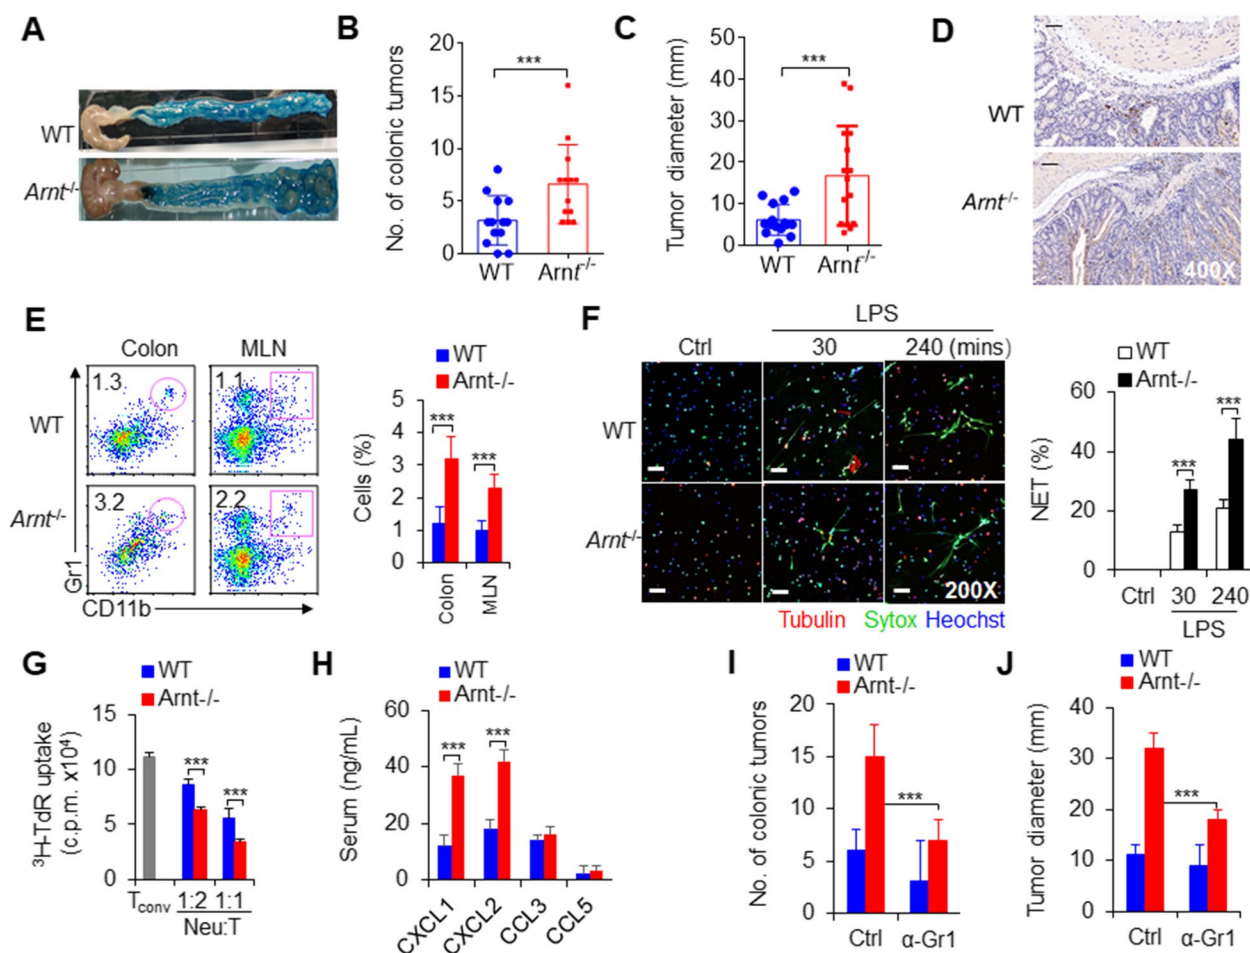 A
WT
Arnt-/-
B
No. of colonic tumors
20
15
10
5
0
***
WT
Arnt-/-
C
Tumor diameter (mm)
50
40
30
20
10
0
***
WT
Arnt-/-
D
WT
Arnt-/-
400X
E
Colon
MLN
WT
1.3
1.1
Arnt-/-
3.2
2.2
Gr1
CD11b
WT
Arnt-/-
Cells (%)
5
4
3
2
1
0
***
***
Colon
MLN
F
LPS
Ctrl
30
240 (mins)
WT
Arnt-/-
200X
Tubulin
Sytox
Heochst
WT
Arnt-/-
NET (%)
60
40
20
0
***
***
Ctrl
30
240
LPS
G
WT
Arnt-/-
3H-TdR uptake
(c.p.m. x10⁴)
15
10
5
0
***
***
Tconv
1:2
1:1
Neu:T
H
WT
Arnt-/-
Serum (ng/mL)
60
40
20
0
***
***
CXCL1
CXCL2
CCL3
CCL5
I
WT
Arnt-/-
No. of colonic tumors
20
15
10
5
0
***
Ctrl
α-Gr1
J
WT
Arnt-/-
Tumor diameter (mm)
40
30
20
10
0
***
Ctrl
α-Gr1